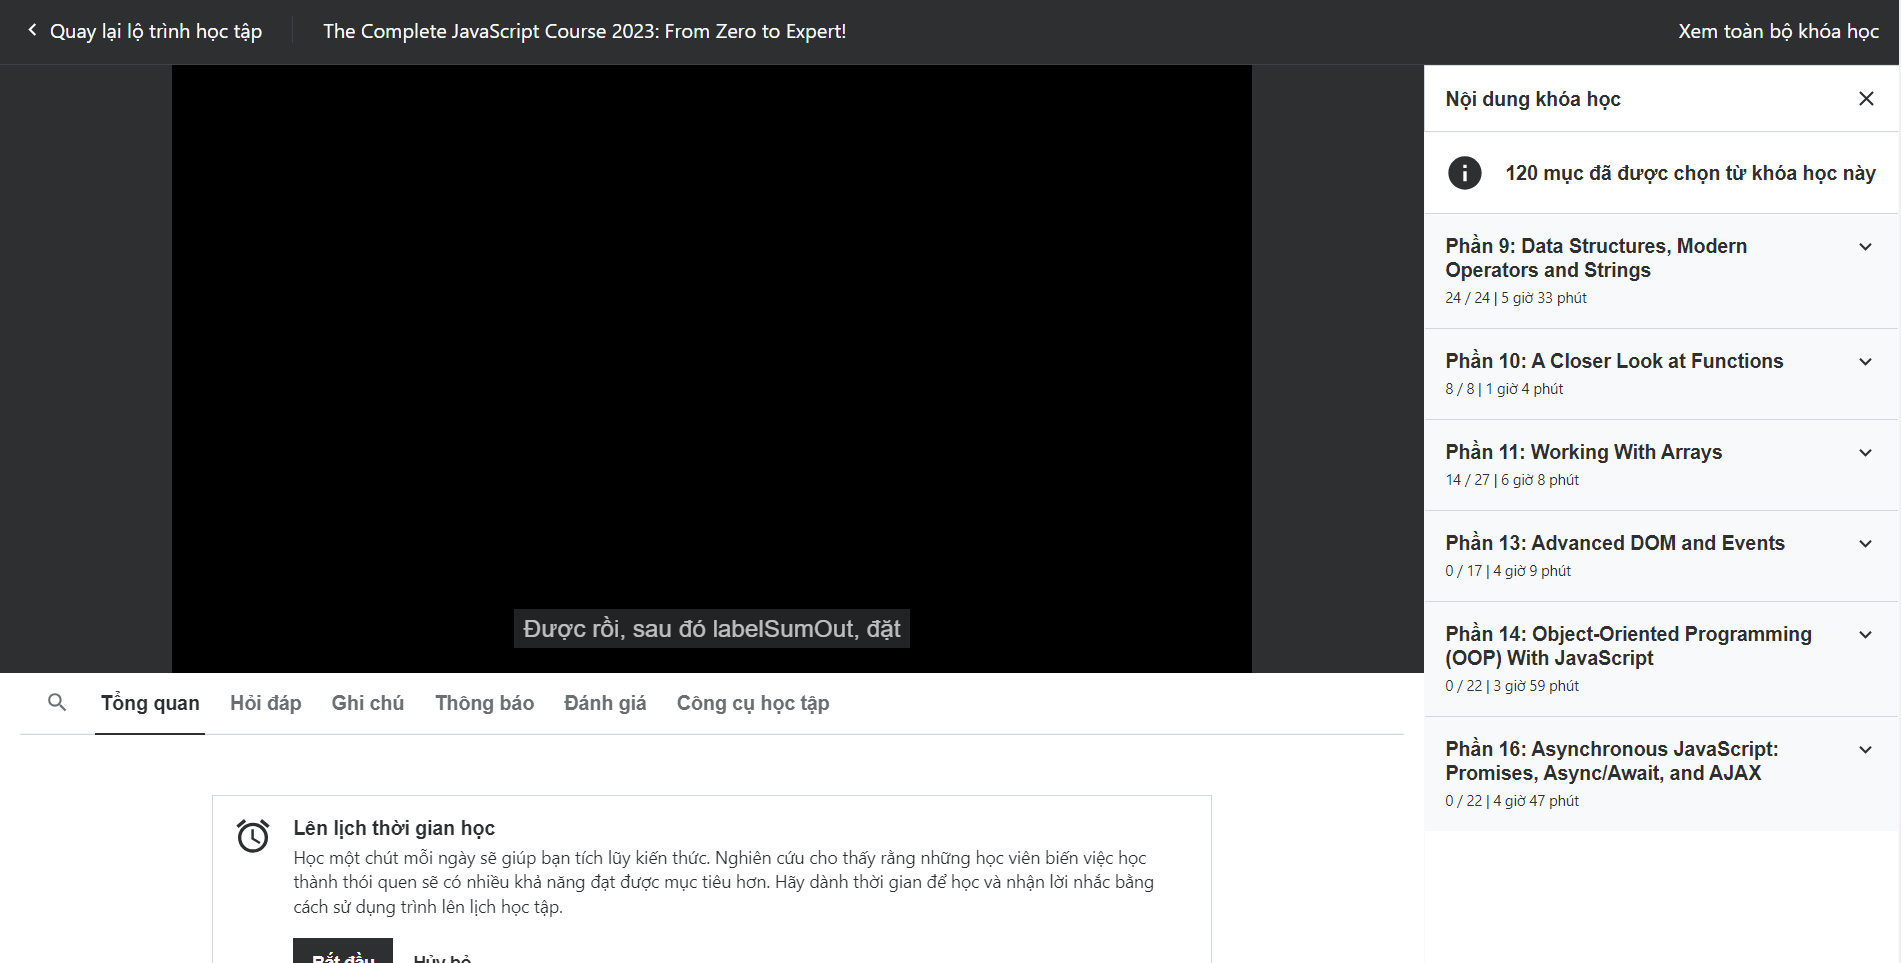 Quay lại lộ trình học tập
The Complete JavaScript Course 2023: From Zero to Expert!
Xem toàn bộ khóa học
Được rồi, sau đó labelSumOut, đặt
Tổng quan
Hỏi đáp
Ghi chú
Thông báo
Đánh giá
Công cụ học tập
Lên lịch thời gian học
Học một chút mỗi ngày sẽ giúp bạn tích lũy kiến thức. Nghiên cứu cho thấy rằng những học viên biến việc học
thành thói quen sẽ có nhiều khả năng đạt được mục tiêu hơn. Hãy dành thời gian để học và nhận lời nhắc bằng
cách sử dụng trình lên lịch học tập.
Bắt đầu
Hủy bỏ
Nội dung khóa học
120 mục đã được chọn từ khóa học này
Phần 9: Data Structures, Modern
Operators and Strings
24 / 24 | 5 giờ 33 phút
Phần 10: A Closer Look at Functions
8 / 8 | 1 giờ 4 phút
Phần 11: Working With Arrays
14 / 27 | 6 giờ 8 phút
Phần 13: Advanced DOM and Events
0 / 17 | 4 giờ 9 phút
Phần 14: Object-Oriented Programming
(OOP) With JavaScript
0 / 22 | 3 giờ 59 phút
Phần 16: Asynchronous JavaScript:
Promises, Async/Await, and AJAX
0 / 22 | 4 giờ 47 phút